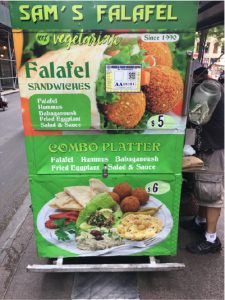 SAM'S FALAFEL
NYC vegetarian
Since 1990
Falafel
SANDWICHES
Falafel
Hummus
Babaganoush
Fried Eggplant
Salad & Sauce
$5
COMBO PLATTER
Falafel Hummus Babaganoush
Fried Eggplant Salad & Sauce
$6